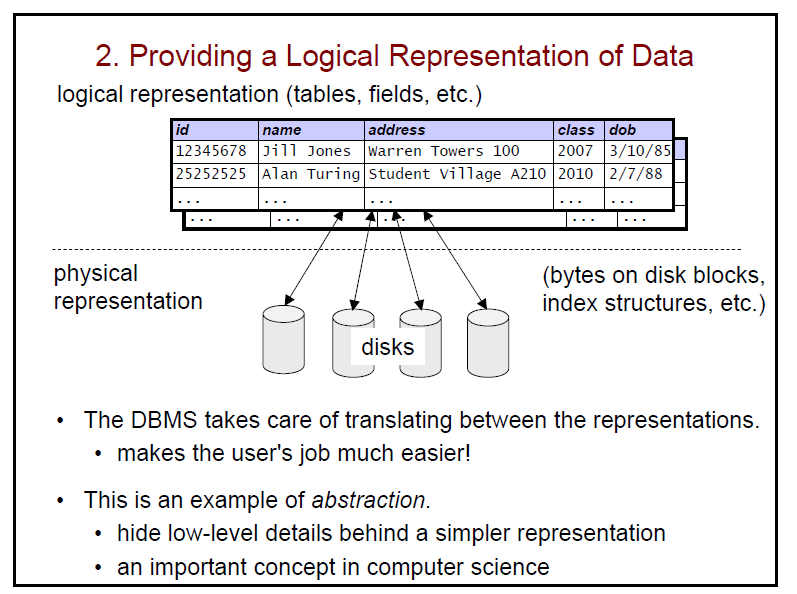 2. Providing a Logical Representation of Data
logical representation (tables, fields, etc.)
id name address class dob
12345678 Jill Jones Warren Towers 100 2007 3/10/85
25252525 Alan Turing Student Village A210 2010 2/7/88
... ... ... ... ...
... ... ... ... ...
physical
representation
(bytes on disk blocks,
index structures, etc.)
disks
• The DBMS takes care of translating between the representations.
• makes the user's job much easier!
• This is an example of abstraction.
• hide low-level details behind a simpler representation
• an important concept in computer science